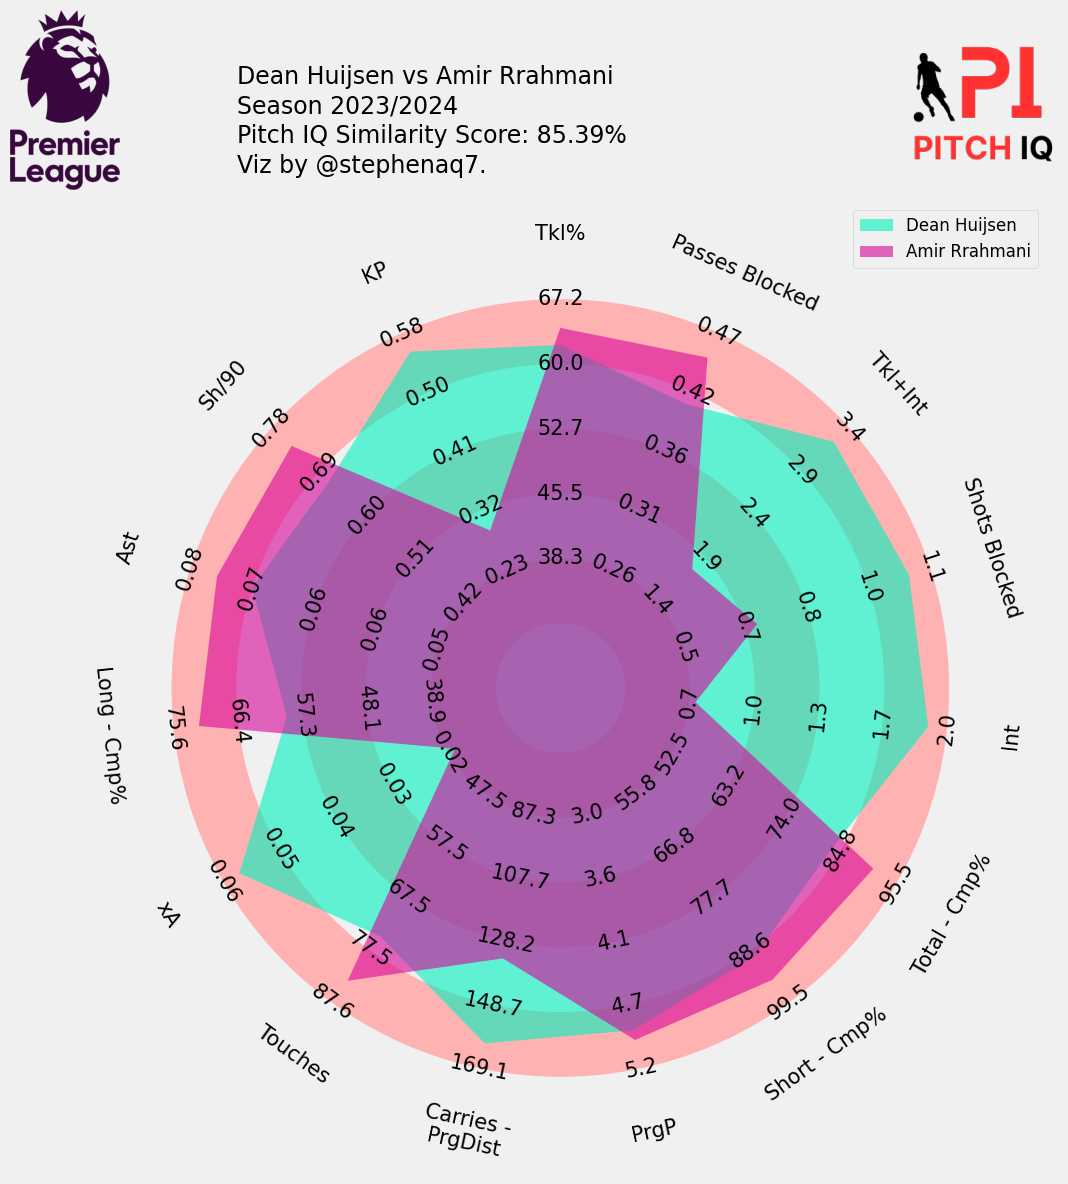 Premier
League
Dean Huijsen vs Amir Rrahmani
Season 2023/2024
Pitch IQ Similarity Score: 85.39%
Viz by @stephenaq7.
PI
PITCH IQ
Dean Huijsen
Amir Rrahmani
Tkl%
38.3
45.5
52.7
60.0
67.2
Passes Blocked
0.26
0.31
0.36
0.42
0.47
Tkl+Int
1.4
1.9
2.4
2.9
3.4
Shots Blocked
0.5
0.7
0.8
1.0
1.1
Int
0.7
1.0
1.3
1.7
2.0
Total - Cmp%
52.5
63.2
74.0
84.8
95.5
Short - Cmp%
55.8
66.8
77.7
88.6
99.5
PrgP
3.0
3.6
4.1
4.7
5.2
Carries -
PrgDist
87.3
107.7
128.2
148.7
169.1
Touches
47.5
57.5
67.5
77.5
87.6
xA
0.02
0.03
0.04
0.05
0.06
Long - Cmp%
38.9
48.1
57.3
66.4
75.6
Ast
0.05
0.06
0.06
0.07
0.08
Sh/90
0.42
0.51
0.60
0.69
0.78
KP
0.23
0.32
0.41
0.50
0.58